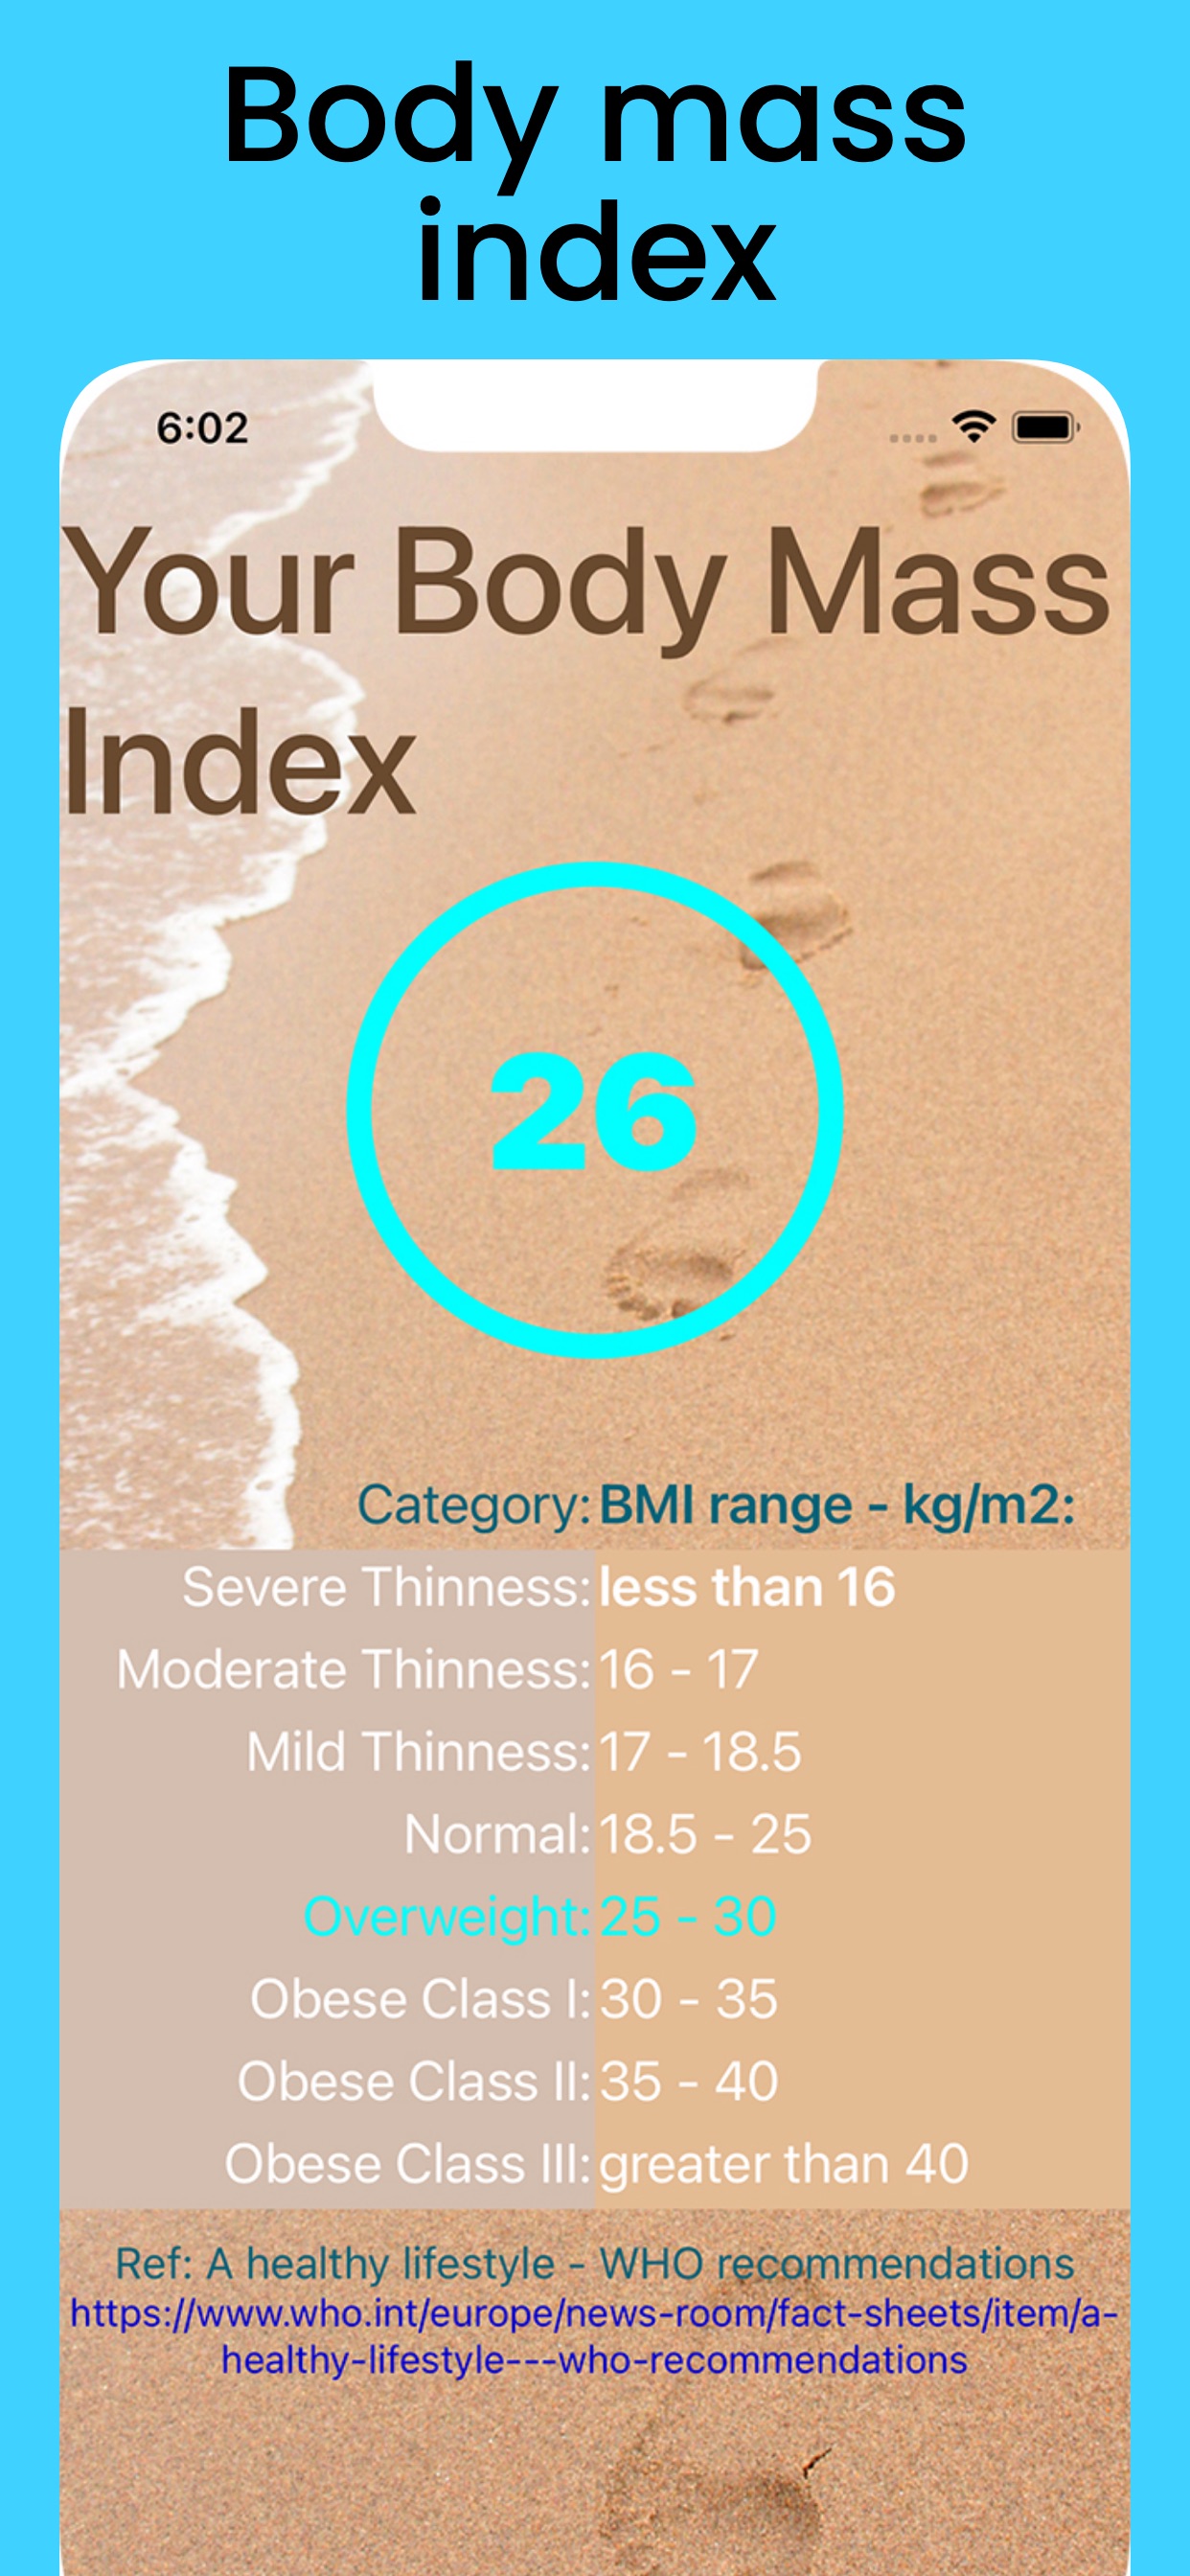 Body mass
index
6:02
Your Body Mass
Index
26
Category: BMI range - kg/m2:
Severe Thinness: less than 16
Moderate Thinness: 16 - 17
Mild Thinness: 17 - 18.5
Normal: 18.5 - 25
Overweight: 25 - 30
Obese Class I: 30 - 35
Obese Class II: 35 - 40
Obese Class III: greater than 40
Ref: A healthy lifestyle - WHO recommendations
https://www.who.int/europe/news-room/fact-sheets/item/a-
healthy-lifestyle---who-recommendations